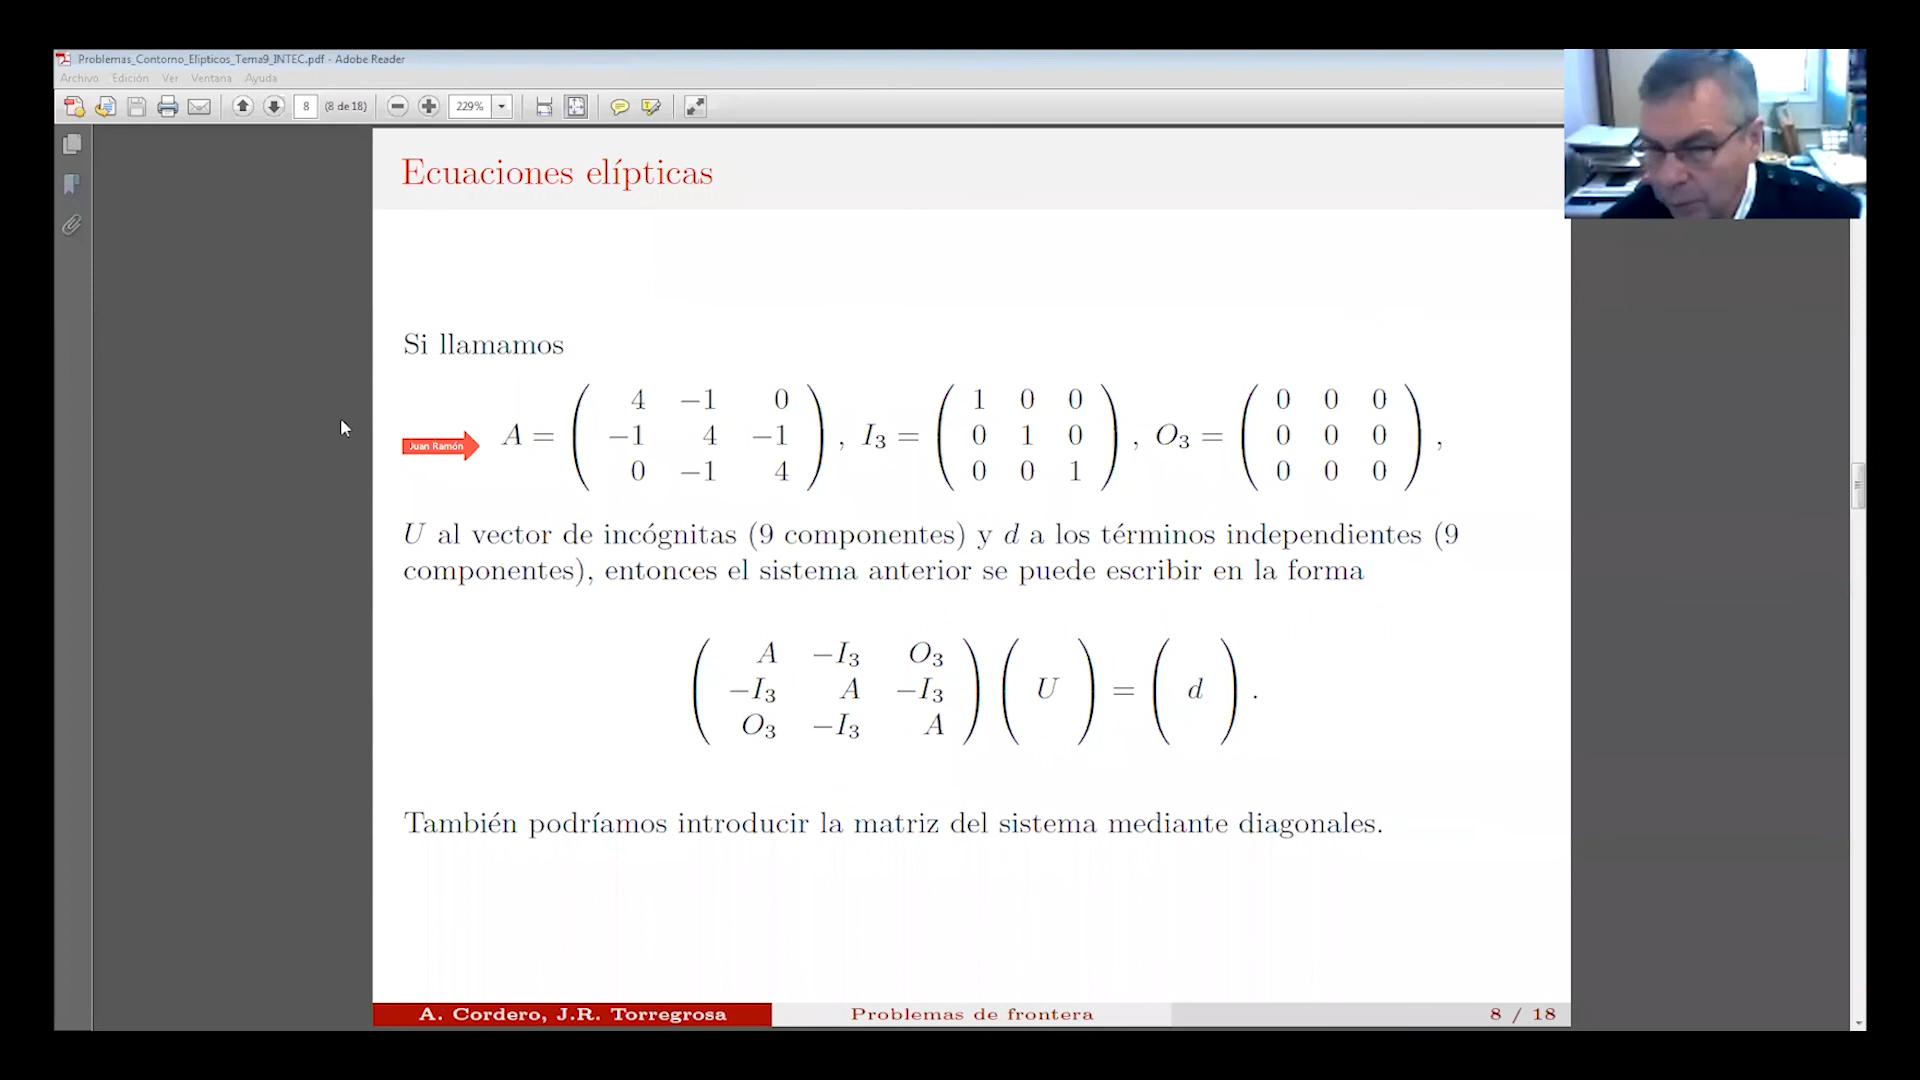 Problemas_Contorno_Elipticos_Tema9_INTEC.pdf - Adobe Reader
Archivo Edición Ver Ventana Ayuda
8 (8 de 18) 229%
Ecuaciones elípticas
Si llamamos
Juan Ramón
A = ( 4 −1 0
−1 4 −1
0 −1 4 ) , I₃ = ( 1 0 0
0 1 0
0 0 1 ) , O₃ = ( 0 0 0
0 0 0
0 0 0 ) ,
U al vector de incógnitas (9 componentes) y d a los términos independientes (9
componentes), entonces el sistema anterior se puede escribir en la forma
( A −I₃ O₃
−I₃ A −I₃
O₃ −I₃ A ) ( U ) = ( d ) .
También podríamos introducir la matriz del sistema mediante diagonales.
A. Cordero, J.R. Torregrosa Problemas de frontera 8 / 18